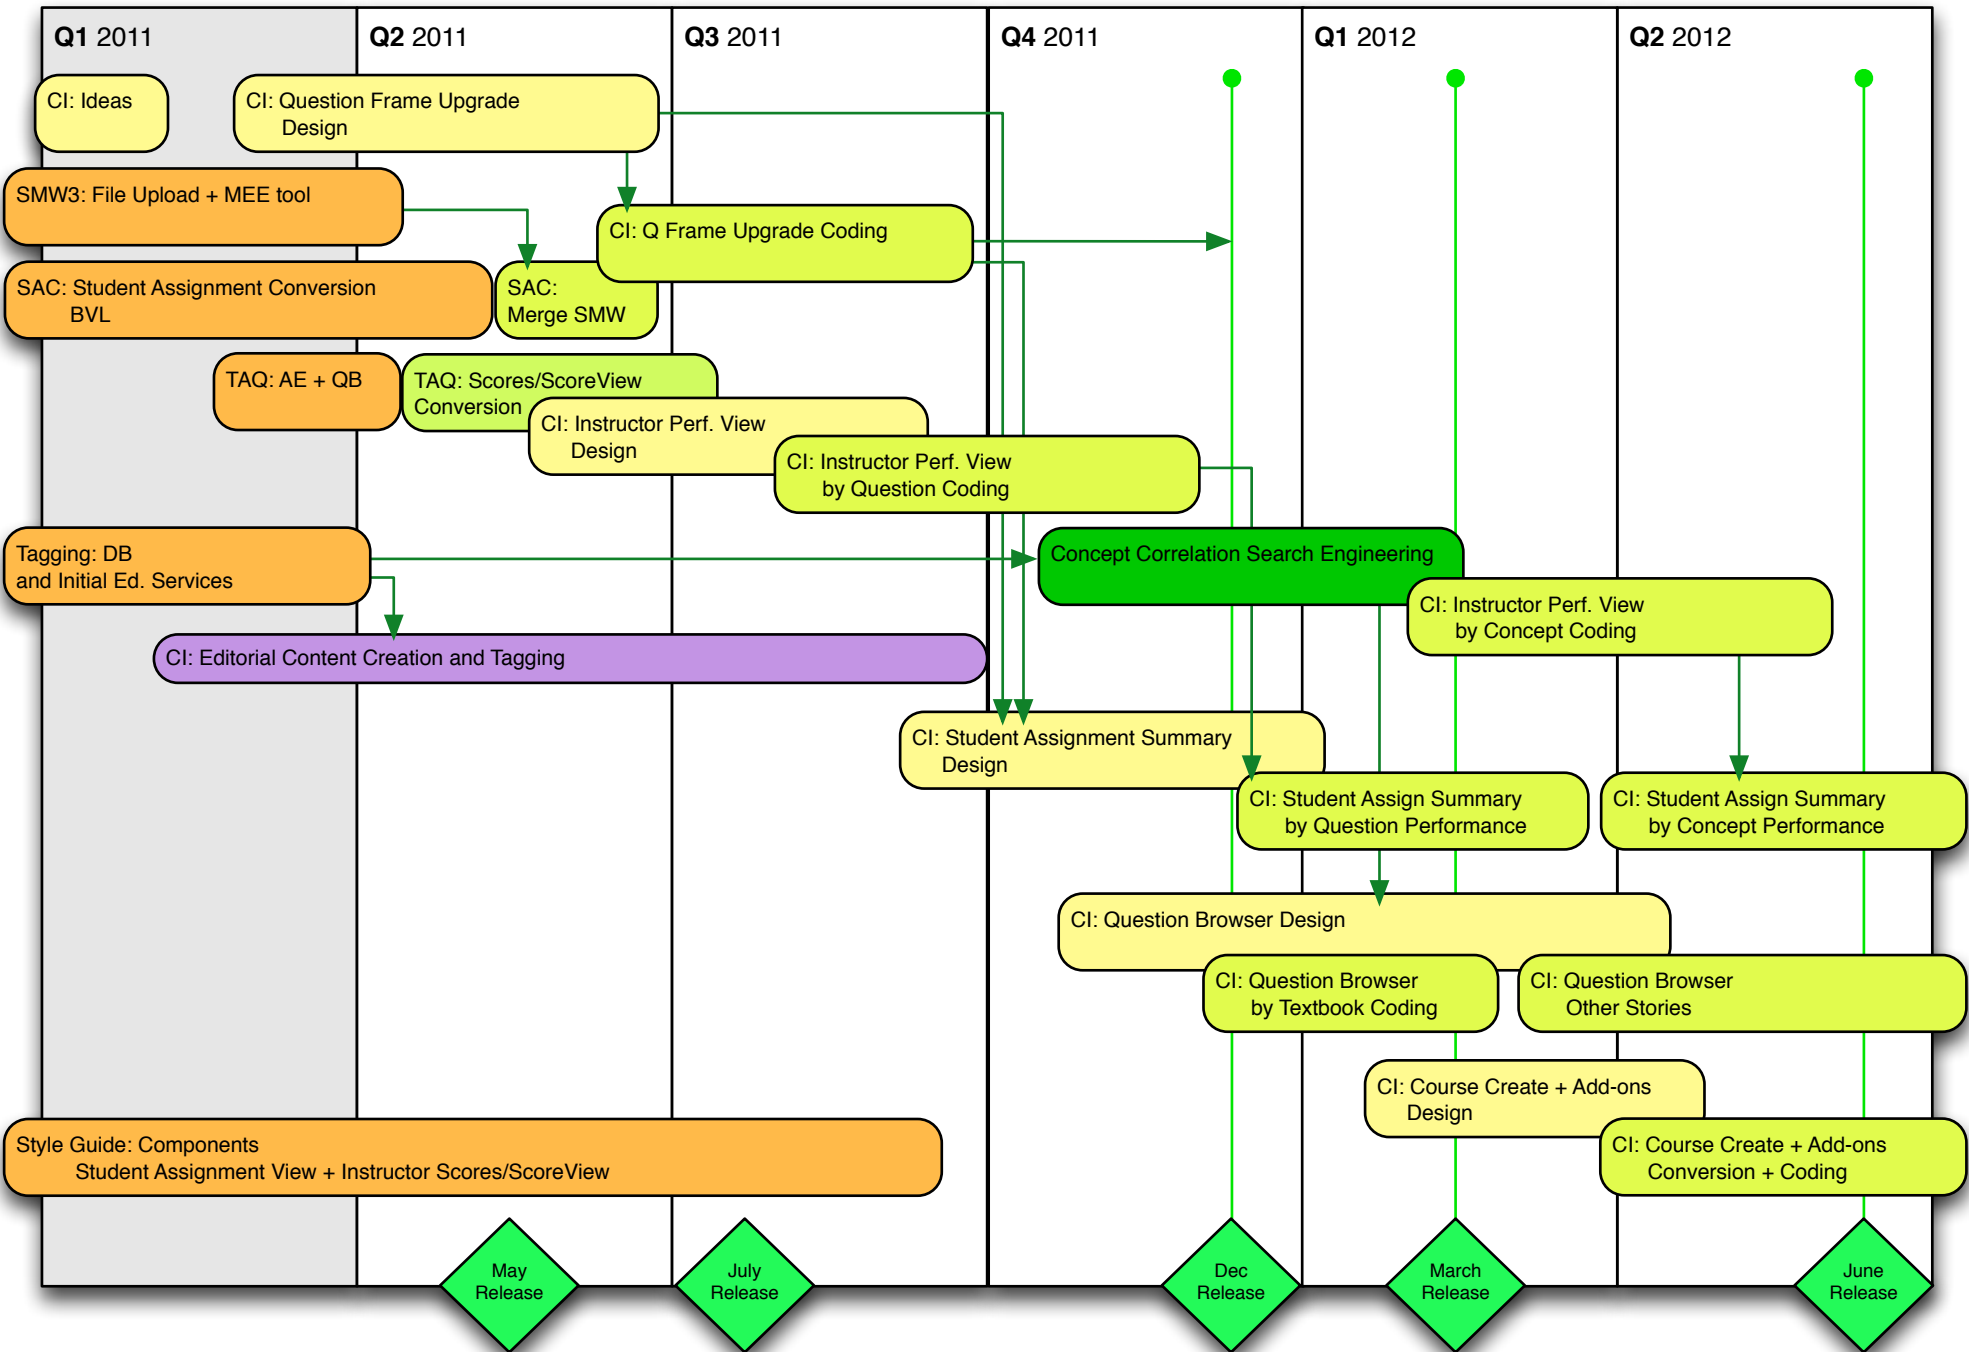 Q1 2011
Q2 2011
Q3 2011
Q4 2011
Q1 2012
Q2 2012
CI: Ideas
CI: Question Frame Upgrade
Design
SMW3: File Upload + MEE tool
CI: Q Frame Upgrade Coding
SAC: Student Assignment Conversion
BVL
SAC:
Merge SMW
TAQ: AE + QB
TAQ: Scores/ScoreView
Conversion
CI: Instructor Perf. View
Design
CI: Instructor Perf. View
by Question Coding
Tagging: DB
and Initial Ed. Services
Concept Correlation Search Engineering
CI: Instructor Perf. View
by Concept Coding
CI: Editorial Content Creation and Tagging
CI: Student Assignment Summary
Design
CI: Student Assign Summary
by Question Performance
CI: Student Assign Summary
by Concept Performance
CI: Question Browser Design
CI: Question Browser
by Textbook Coding
CI: Question Browser
Other Stories
CI: Course Create + Add-ons
Design
Style Guide: Components
Student Assignment View + Instructor Scores/ScoreView
CI: Course Create + Add-ons
Conversion + Coding
May
Release
July
Release
Dec
Release
March
Release
June
Release